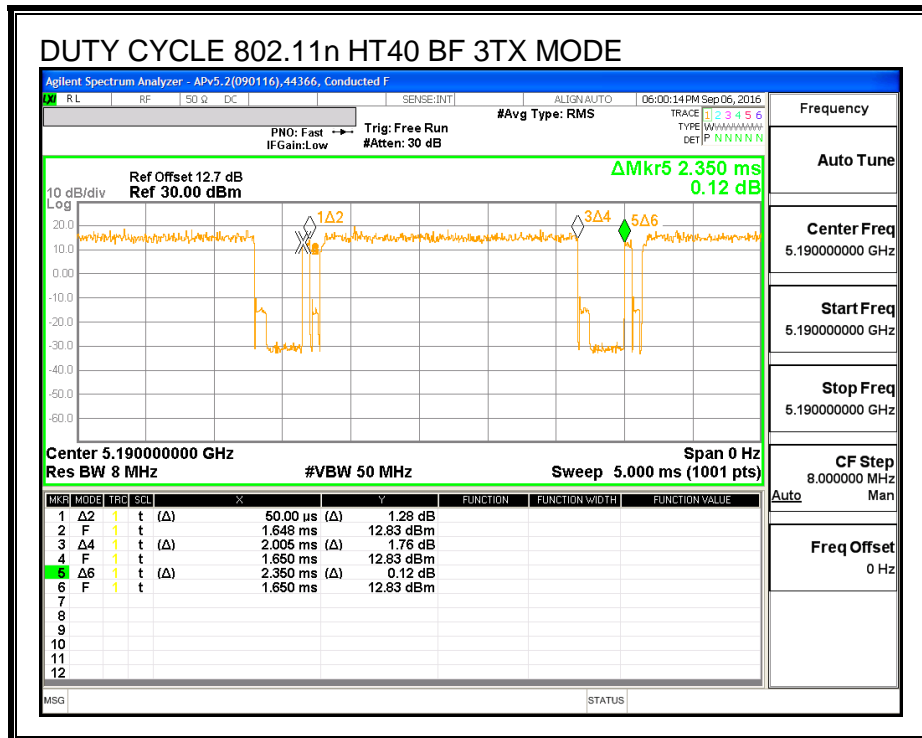 DUTY CYCLE 802.11n HT40 BF 3TX MODE
Agilent Spectrum Analyzer - APv5.2(090116),44366, Conducted F
LXI RL RF 50 Ω DC SENSE:INT ALIGN AUTO 06:00:14 PM Sep 06, 2016
#Avg Type: RMS TRACE 1 2 3 4 5 6
PNO: Fast Trig: Free Run TYPE WWWWWW
IFGain:Low #Atten: 30 dB DET P N N N N N
Frequency
ΔMkr5 2.350 ms
0.12 dB
Ref Offset 12.7 dB
10 dB/div Ref 30.00 dBm
Log
20.0
10.0
0.00
-10.0
-20.0
-30.0
-40.0
-50.0
-60.0
1Δ2
3Δ4
5Δ6
Center 5.190000000 GHz Span 0 Hz
Res BW 8 MHz #VBW 50 MHz Sweep 5.000 ms (1001 pts)
MKR MODE TRC SCL X Y FUNCTION FUNCTION WIDTH FUNCTION VALUE
1 Δ2 1 t (Δ) 50.00 µs (Δ) 1.28 dB
2 F 1 t 1.648 ms 12.83 dBm
3 Δ4 1 t (Δ) 2.005 ms (Δ) 1.76 dB
4 F 1 t 1.650 ms 12.83 dBm
5 Δ6 1 t (Δ) 2.350 ms (Δ) 0.12 dB
6 F 1 t 1.650 ms 12.83 dBm
7
8
9
10
11
12
MSG STATUS
Auto Tune
Center Freq
5.190000000 GHz
Start Freq
5.190000000 GHz
Stop Freq
5.190000000 GHz
CF Step
8.000000 MHz
Auto Man
Freq Offset
0 Hz